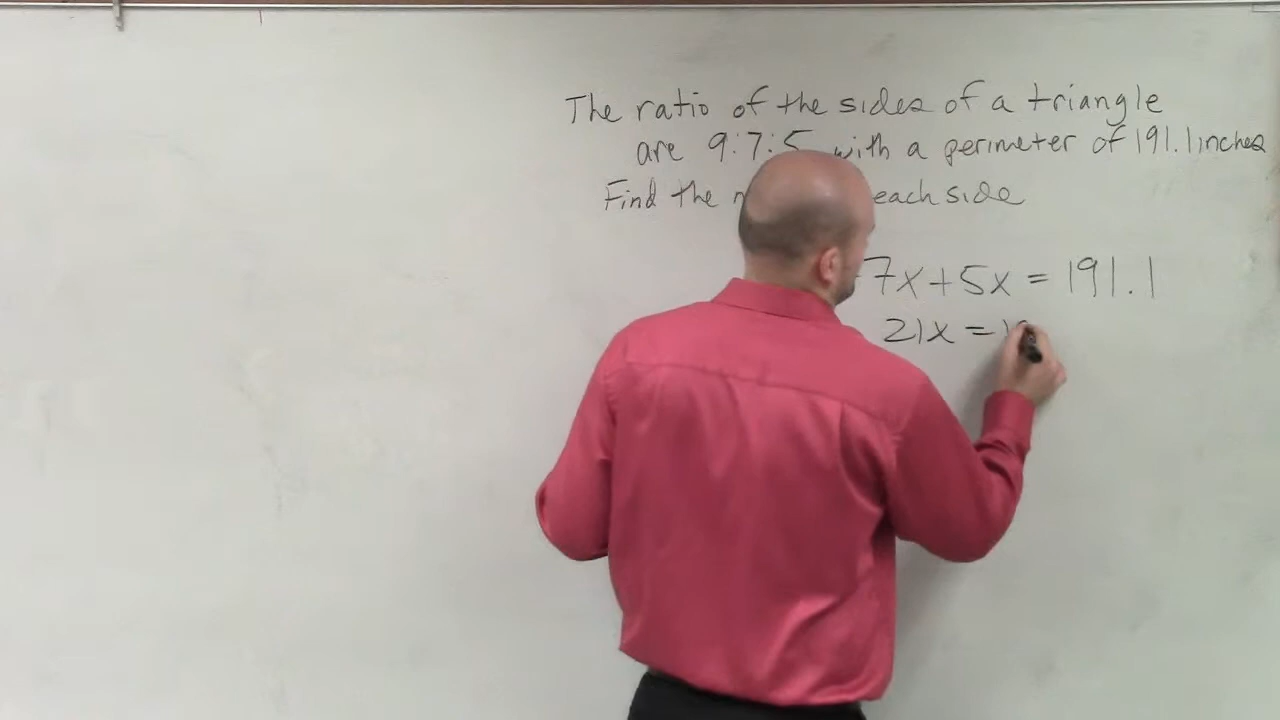 The ratio of the sides of a triangle
are 9:7:5 with a perimeter of 191.1 inches
Find the each side
7x + 5x = 191.1
21x =